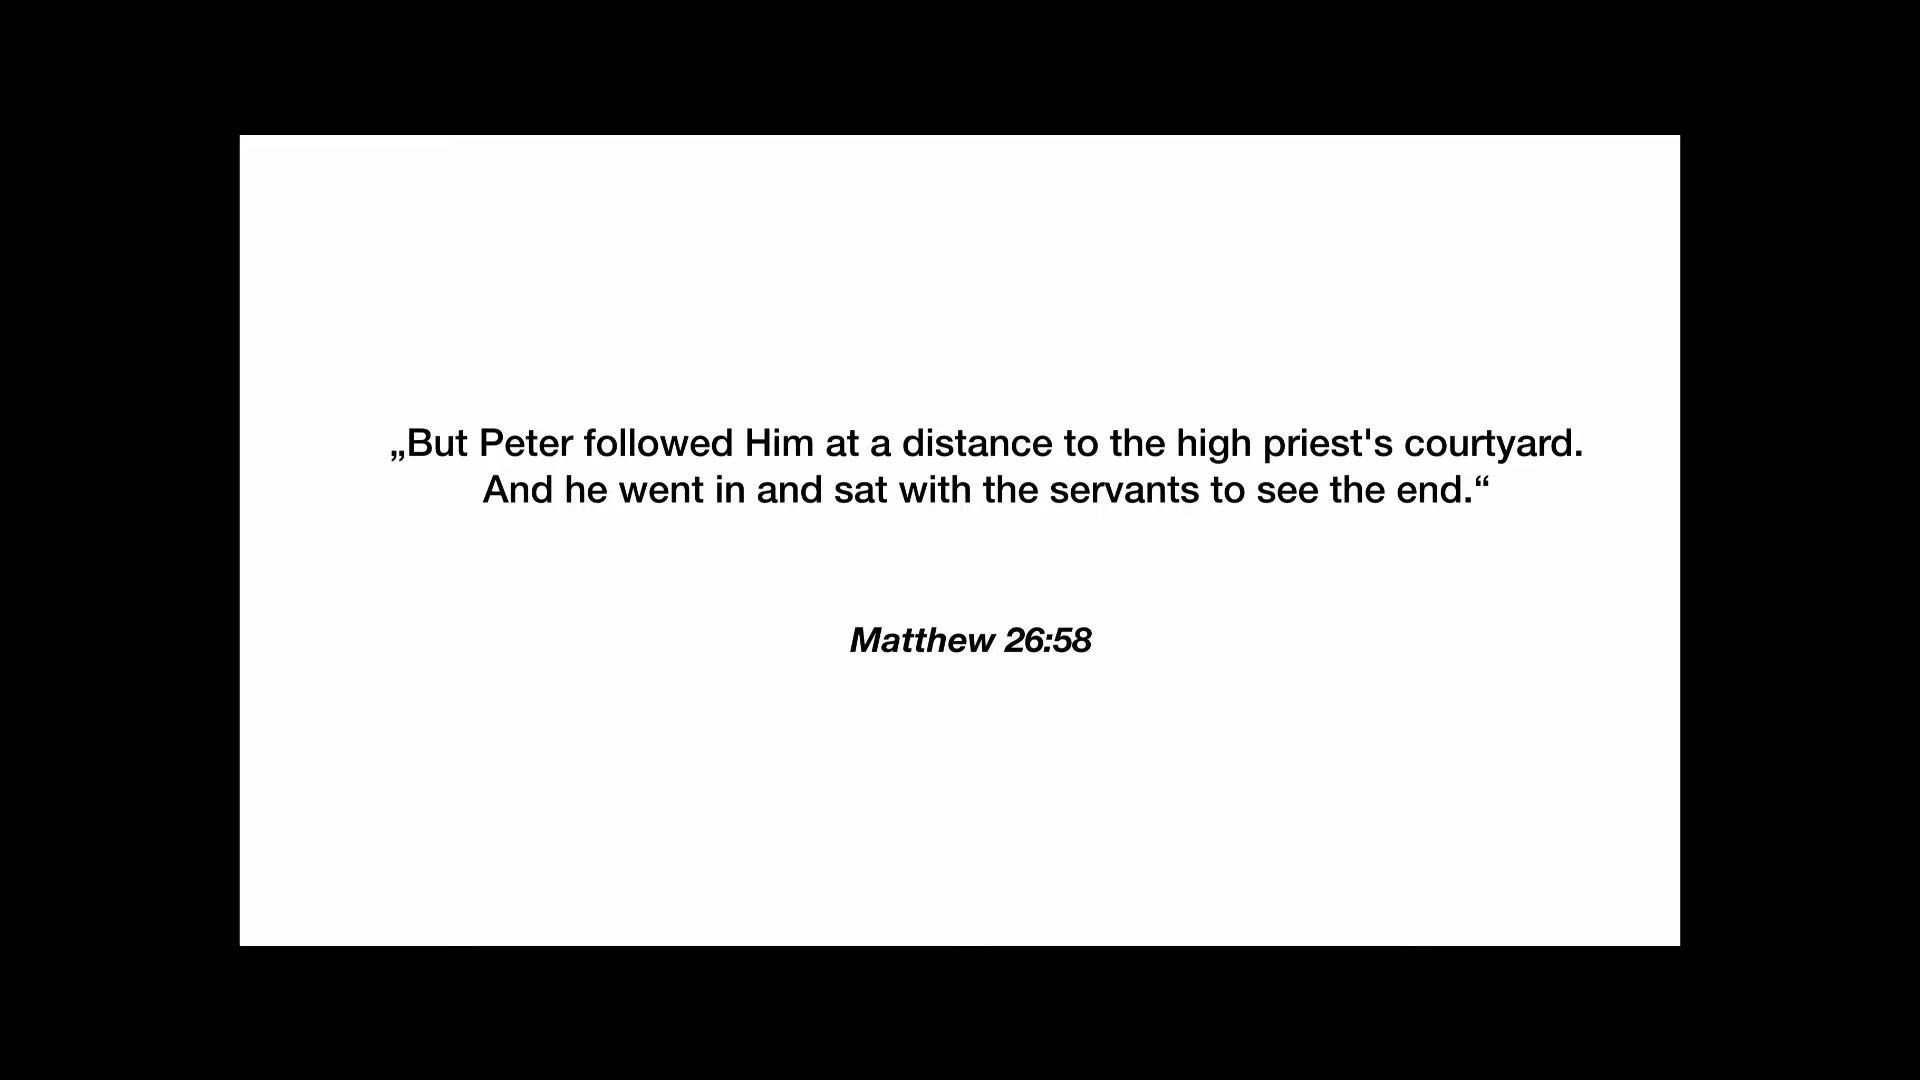 „But Peter followed Him at a distance to the high priest's courtyard.
And he went in and sat with the servants to see the end.“
Matthew 26:58